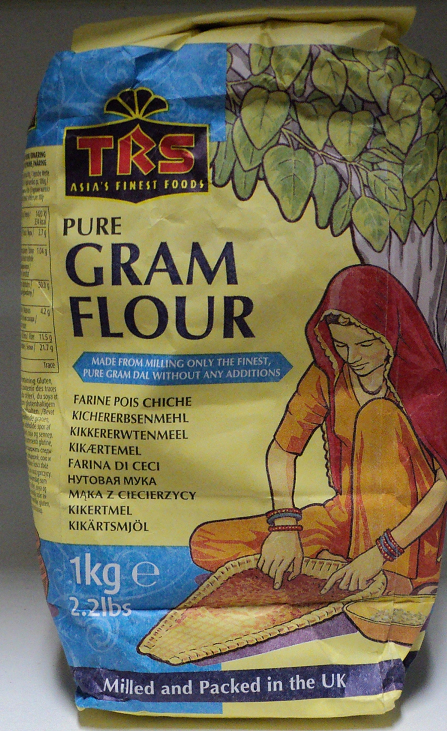 TRS
ASIA'S FINEST FOODS
PURE
GRAM
FLOUR
MADE FROM MILLING ONLY THE FINEST,
PURE GRAM DAL WITHOUT ANY ADDITIONS
FARINE POIS CHICHE
KICHERERBSENMEHL
KIKKERERWTENMEEL
KIKÆRTEMEL
FARINA DI CECI
НУТОВАЯ МУКА
MĄKA Z CIECIERZYCY
KIKERTMEL
KIKÄRTSMJÖL
1kg e
2.2lbs
Milled and Packed in the UK
Trace